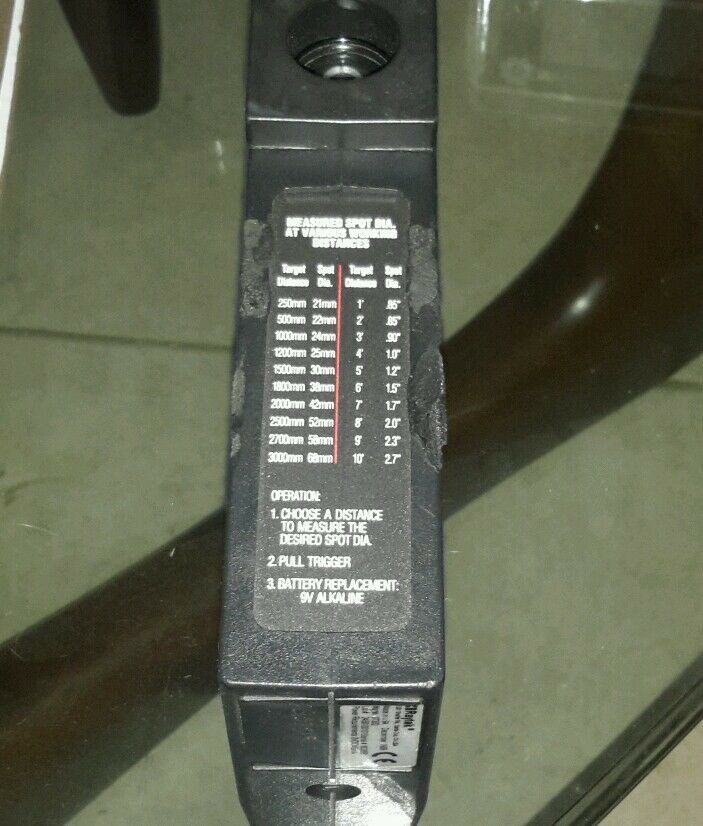 MEASURED SPOT DIA.
AT VARIOUS WORKING
DISTANCES
Target Spot Target Spot
Distance Dia. Distance Dia.
250mm 21mm 1' .85"
500mm 22mm 2' .85"
1000mm 24mm 3' .90"
1200mm 25mm 4' 1.0"
1500mm 30mm 5' 1.2"
1800mm 38mm 6' 1.5"
2000mm 42mm 7' 1.7"
2500mm 52mm 8' 2.0"
2700mm 58mm 9' 2.3"
3000mm 68mm 10' 2.7"
OPERATION:
1. CHOOSE A DISTANCE
TO MEASURE THE
DESIRED SPOT DIA.
2. PULL TRIGGER
3. BATTERY REPLACEMENT:
9V ALKALINE
Raytek
CE